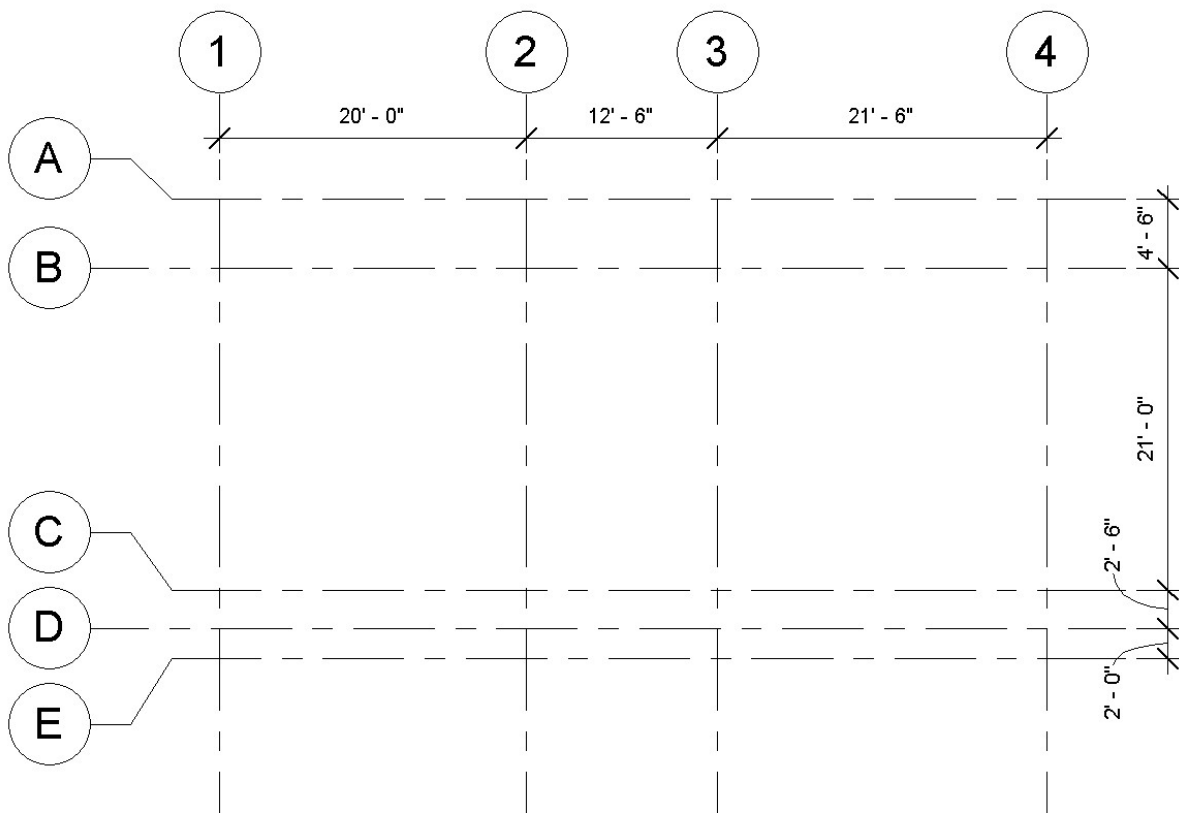 1 2 3 4
20' - 0" 12' - 6" 21' - 6"
A
4' - 6"
B
21' - 0"
C
2' - 6"
D
2' - 0"
E